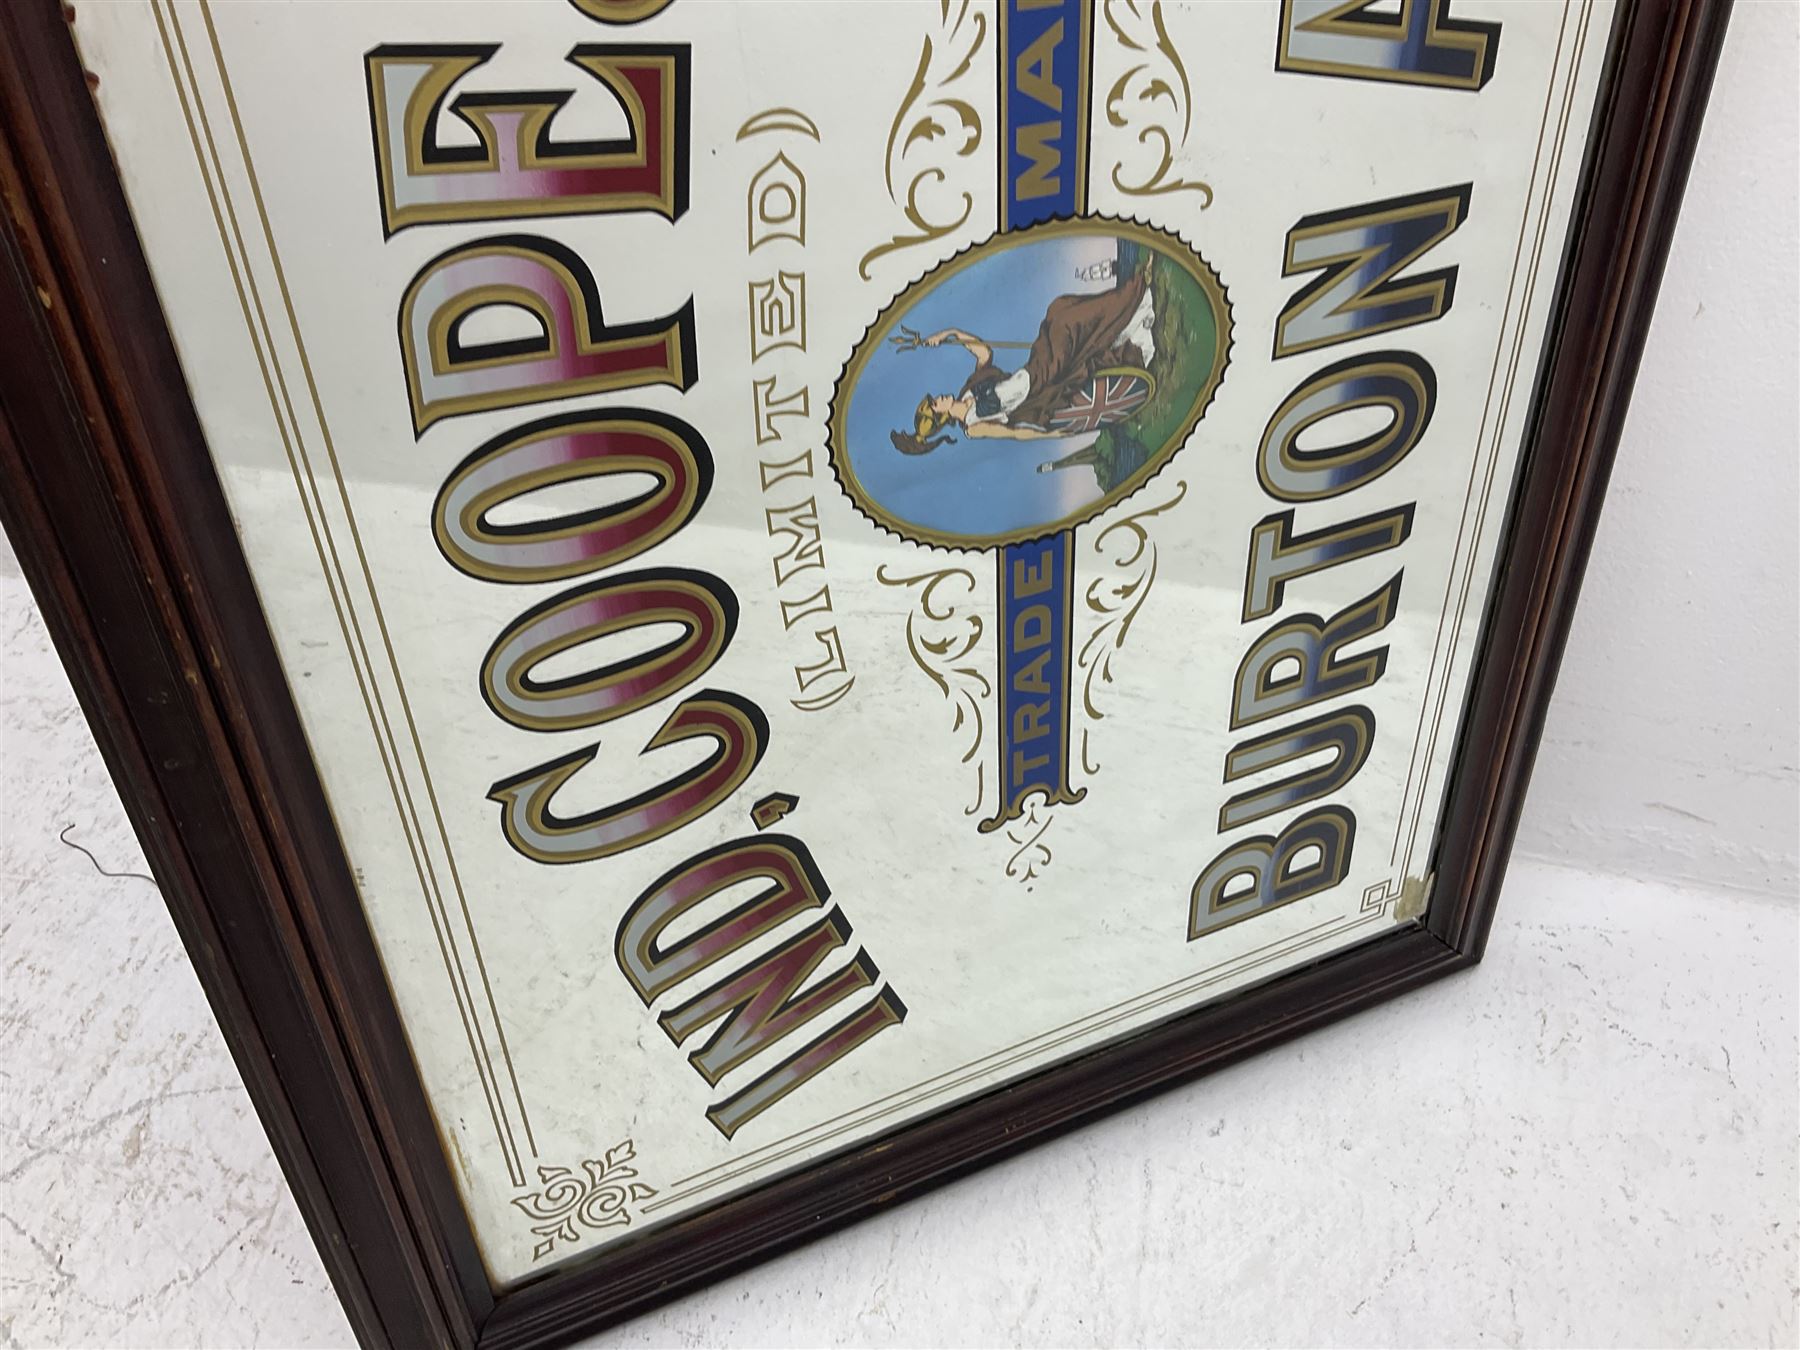 IND, COOPE
(LIMITED)
TRADE MA
BURTON A